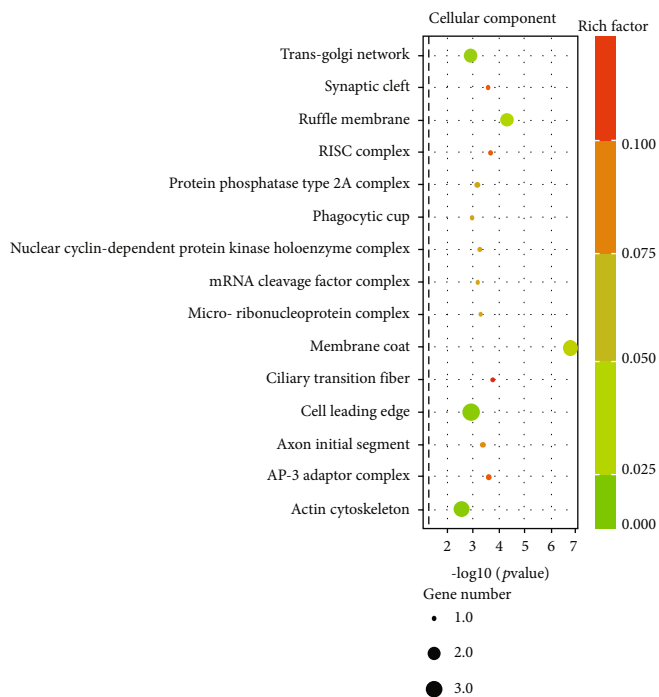 Cellular component
Rich factor
Trans-golgi network
Synaptic cleft
Ruffle membrane
RISC complex
Protein phosphatase type 2A complex
Phagocytic cup
Nuclear cyclin-dependent protein kinase holoenzyme complex
mRNA cleavage factor complex
Micro- ribonucleoprotein complex
Membrane coat
Ciliary transition fiber
Cell leading edge
Axon initial segment
AP-3 adaptor complex
Actin cytoskeleton
0.100
0.075
0.050
0.025
0.000
2 3 4 5 6 7
-log10 (pvalue)
Gene number
1.0
2.0
3.0